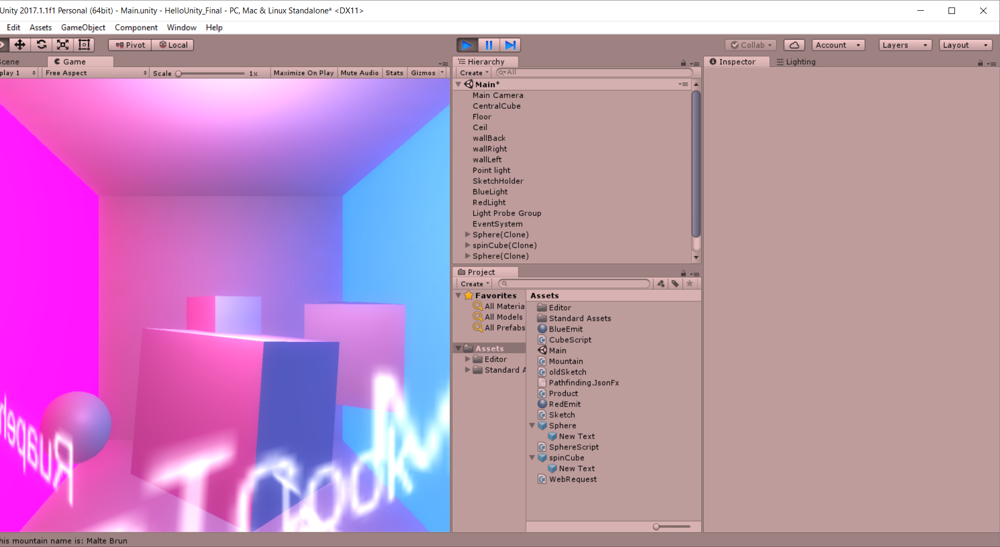 Unity 2017.1.1f1 Personal (64bit) - Main.unity - HelloUnity_Final - PC, Mac & Linux Standalone* <DX11>
Edit Assets GameObject Component Window Help
Pivot Local Collab Account Layers Layout
cene Game
play 1 Free Aspect Scale 1x Maximize On Play Mute Audio Stats Gizmos
Hierarchy
Create All
Main*
Main Camera
CentralCube
Floor
Ceil
wallBack
wallRight
wallLeft
Point light
SketchHolder
BlueLight
RedLight
Light Probe Group
EventSystem
Sphere(Clone)
spinCube(Clone)
Sphere(Clone)
Project
Create
Favorites
All Materia
All Models
All Prefabs
Assets
Editor
Standard A
Assets
Editor
Standard Assets
BlueEmit
CubeScript
Main
Mountain
oldSketch
Pathfinding.JsonFx
Product
RedEmit
Sketch
Sphere
New Text
SphereScript
spinCube
New Text
WebRequest
Inspector Lighting
Ruapeh
Cook
his mountain name is: Malte Brun